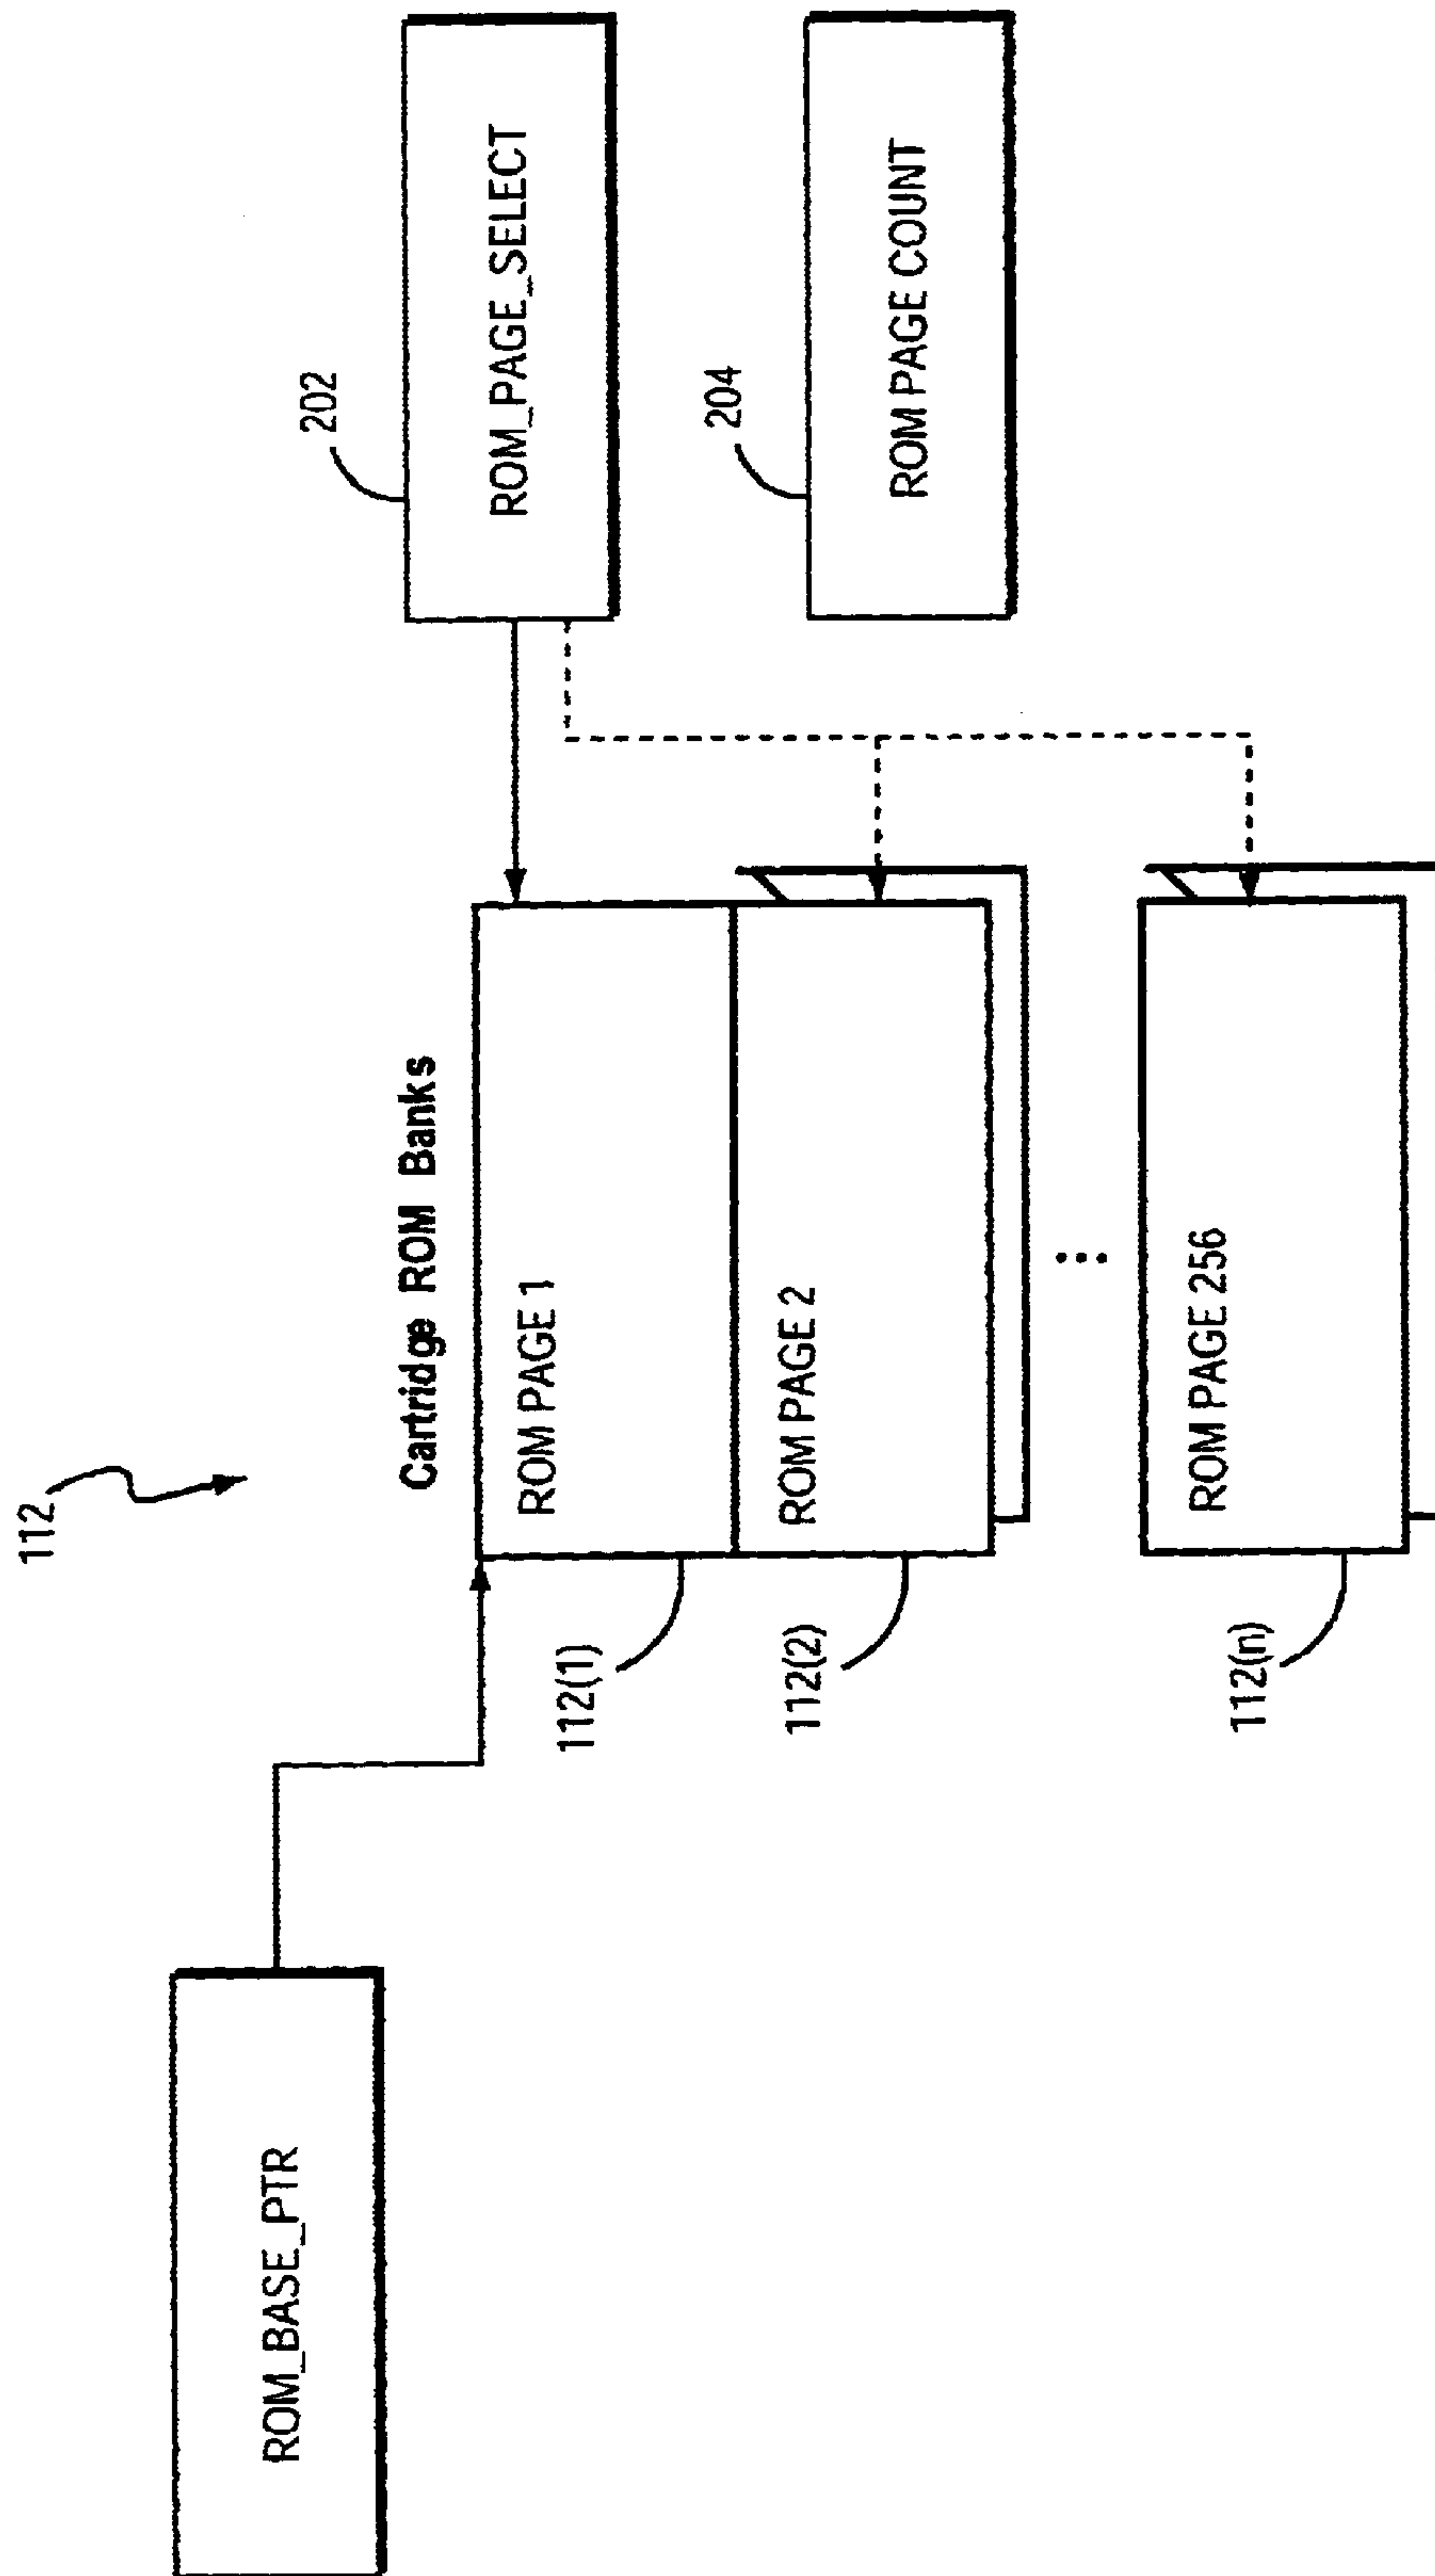 112
Cartridge ROM Banks
ROM_BASE_PTR
ROM PAGE 1
112(1)
ROM PAGE 2
112(2)
ROM PAGE 256
112(n)
202
ROM_PAGE_SELECT
204
ROM PAGE COUNT